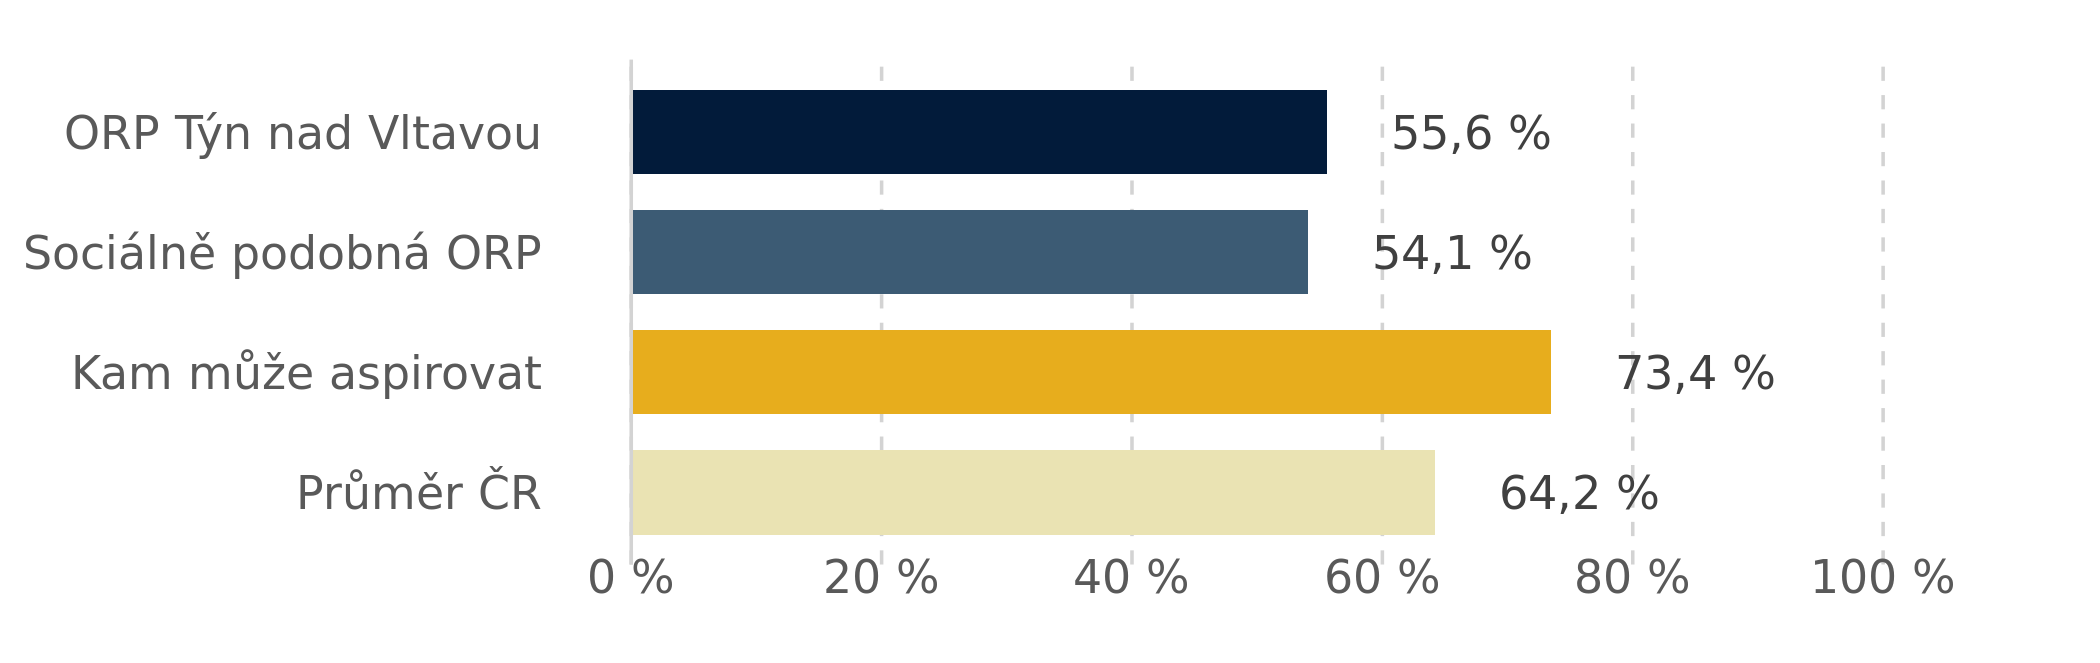 ORP Týn nad Vltavou 55,6 %
Sociálně podobná ORP 54,1 %
Kam může aspirovat 73,4 %
Průměr ČR 64,2 %
0 % 20 % 40 % 60 % 80 % 100 %